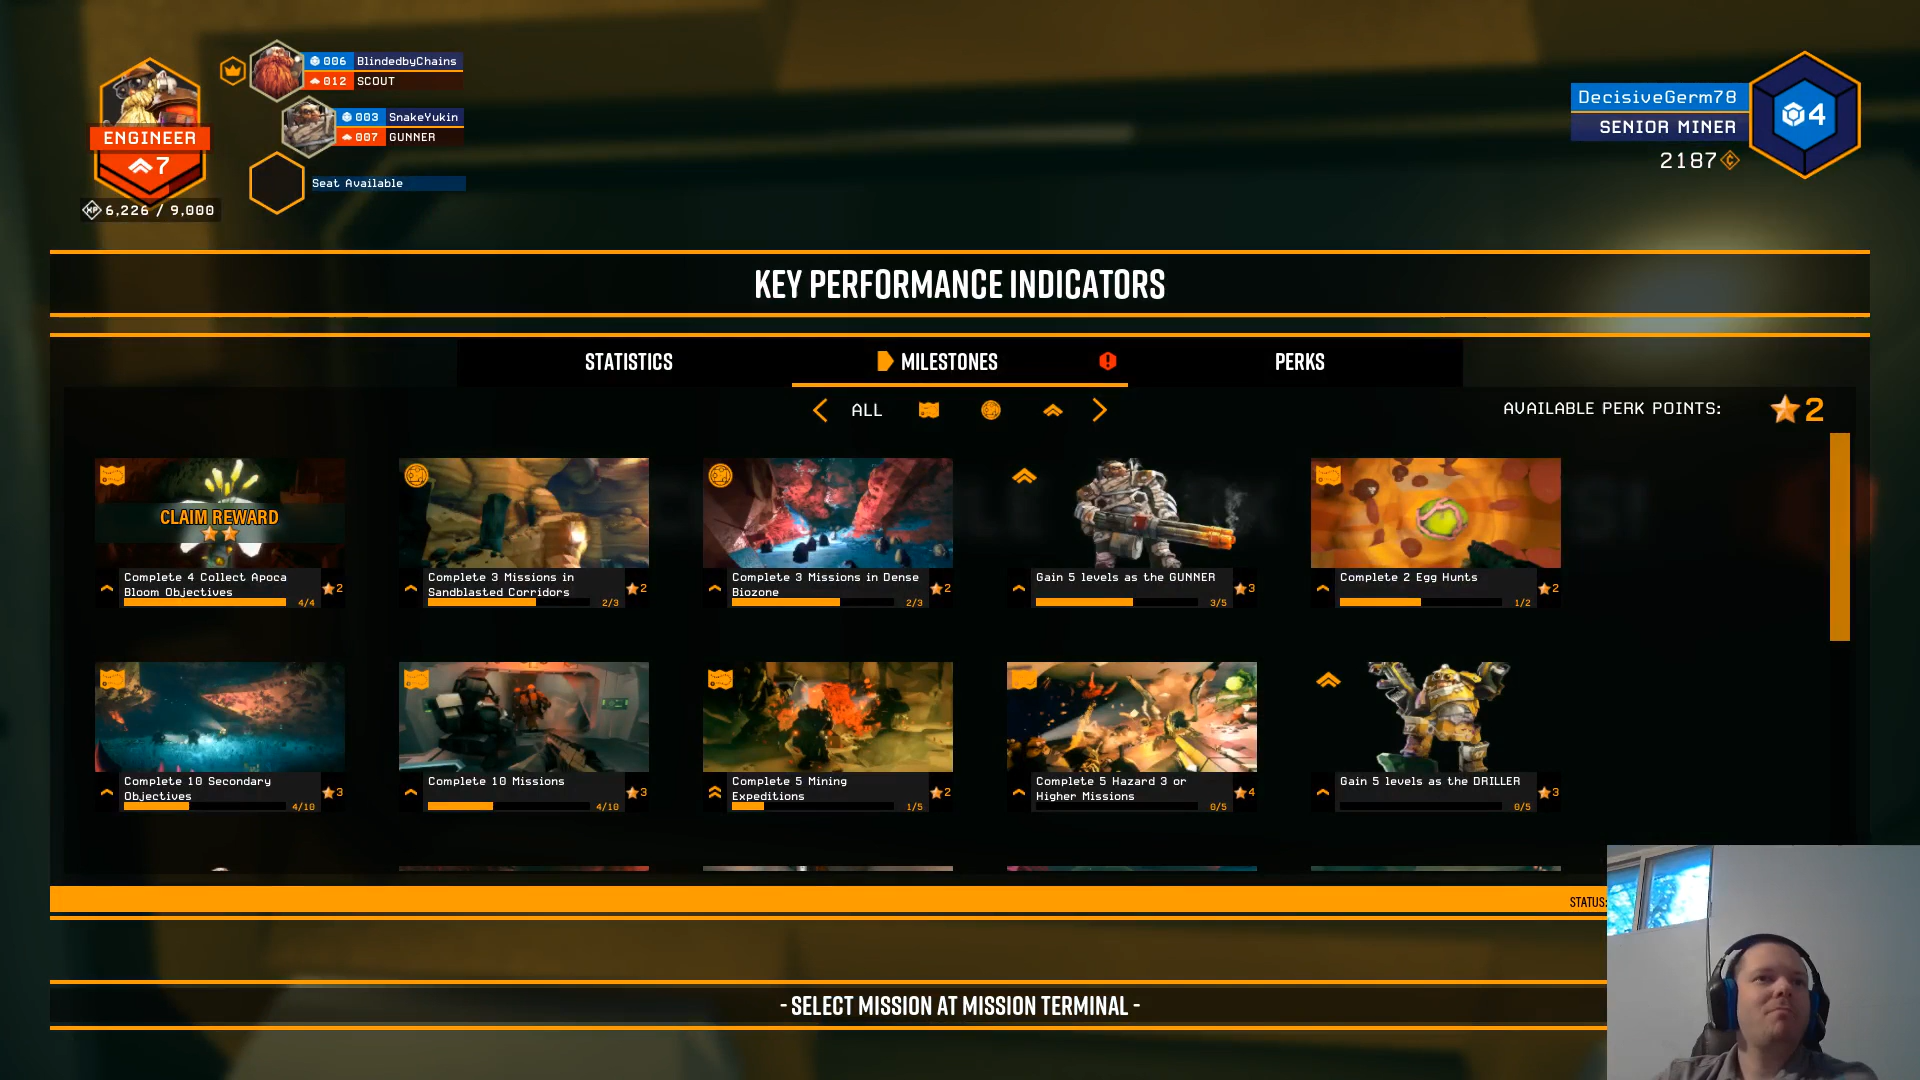 006 BlindedbyChains
012 SCOUT
003 SnakeYukin
007 GUNNER
Seat Available
ENGINEER
7
6,226 / 9,000
DecisiveGerm78
SENIOR MINER
2187
4
KEY PERFORMANCE INDICATORS
STATISTICS
MILESTONES
PERKS
ALL
AVAILABLE PERK POINTS: 2
CLAIM REWARD
Complete 4 Collect Apoca
Bloom Objectives
4/4
2
Complete 3 Missions in
Sandblasted Corridors
2/3
2
Complete 3 Missions in Dense
Biozone
2/3
2
Gain 5 levels as the GUNNER
3/5
3
Complete 2 Egg Hunts
1/2
2
Complete 10 Secondary
Objectives
4/10
3
Complete 10 Missions
4/10
3
Complete 5 Mining
Expeditions
1/5
2
Complete 5 Hazard 3 or
Higher Missions
0/5
4
Gain 5 levels as the DRILLER
0/5
3
STATUS:
- SELECT MISSION AT MISSION TERMINAL -